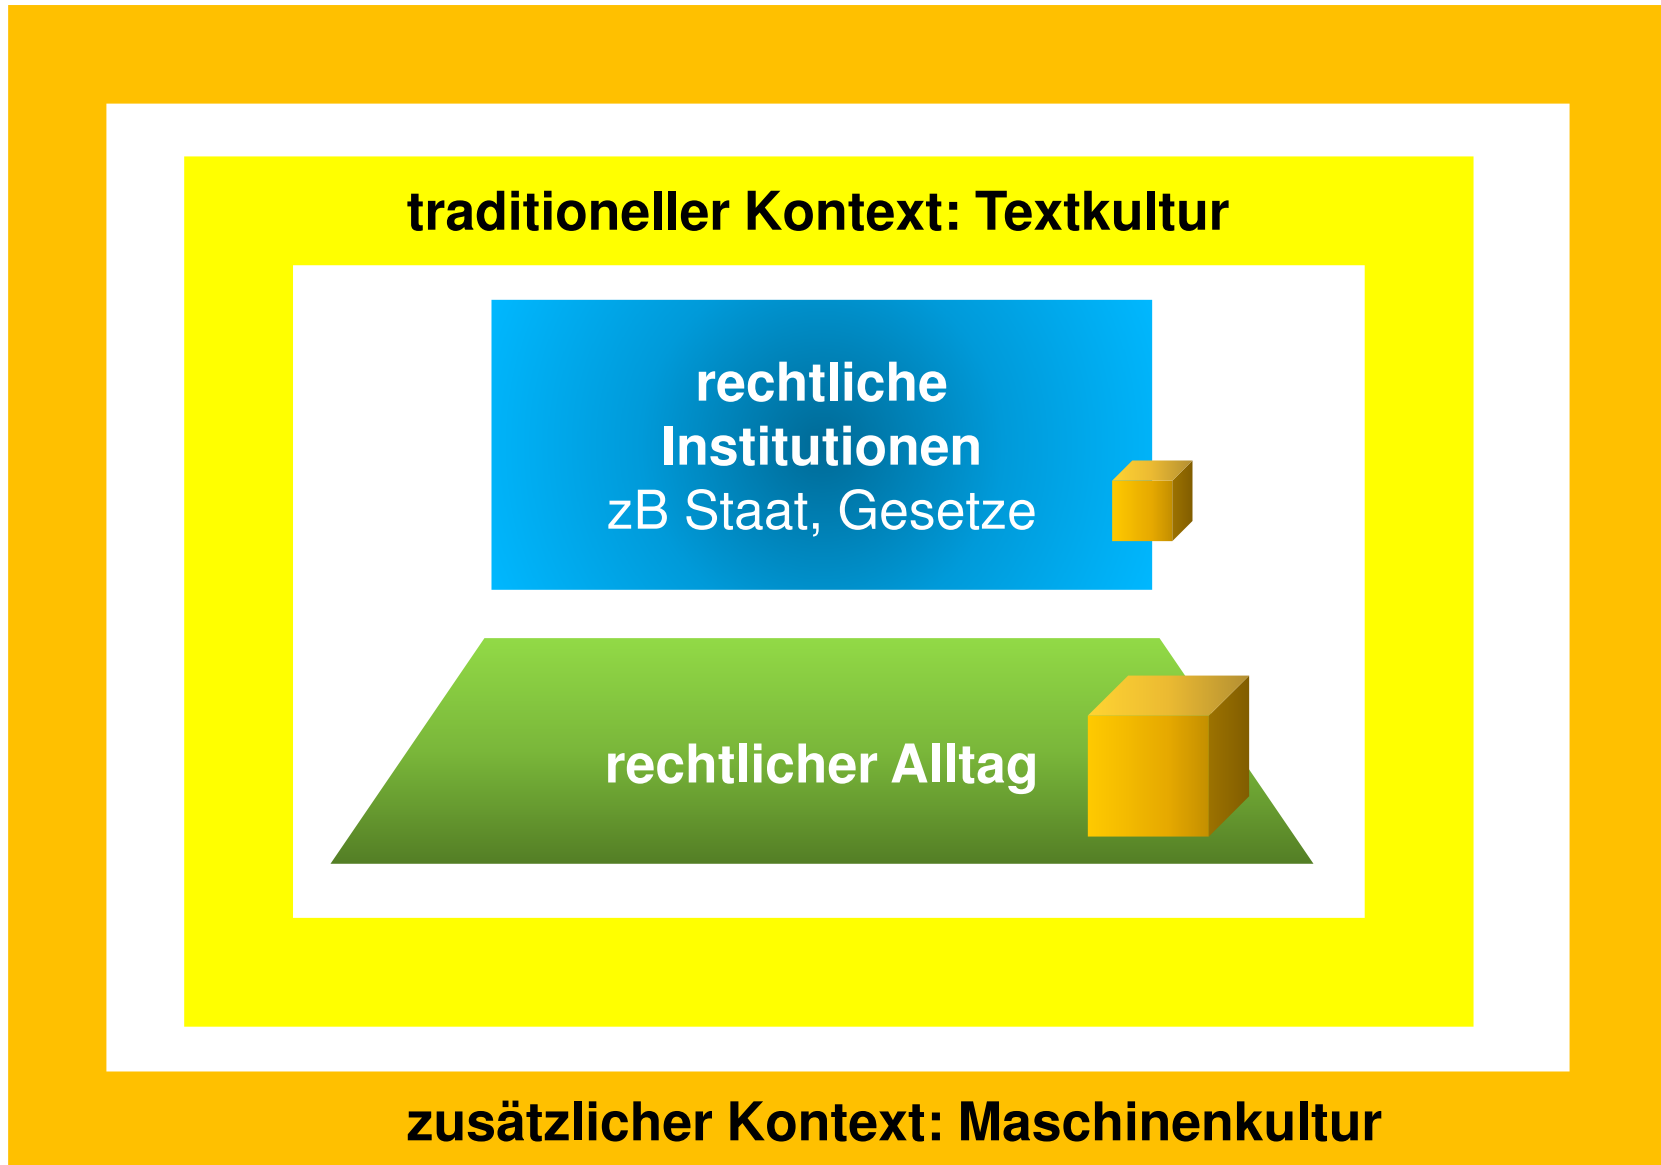 traditioneller Kontext: Textkultur
rechtliche
Institutionen
zB Staat, Gesetze
rechtlicher Alltag
zusätzlicher Kontext: Maschinenkultur